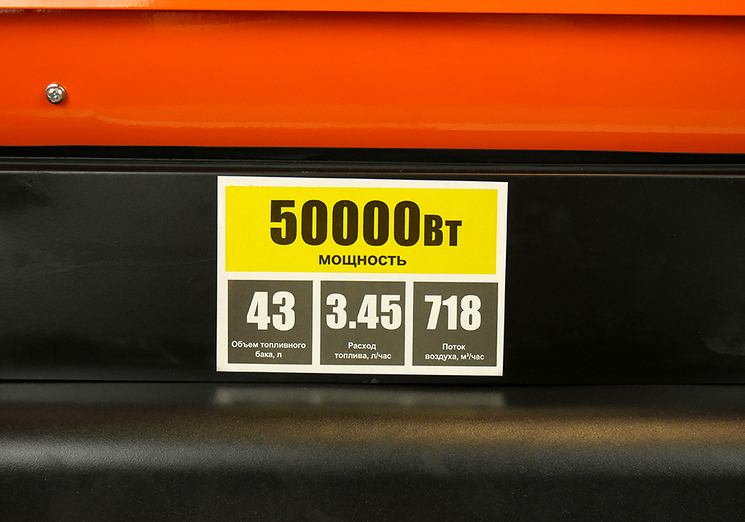 50000Вт
мощность
43
Объем топливного
бака, л
3.45
Расход
топлива, л/час
718
Поток
воздуха, м³/час